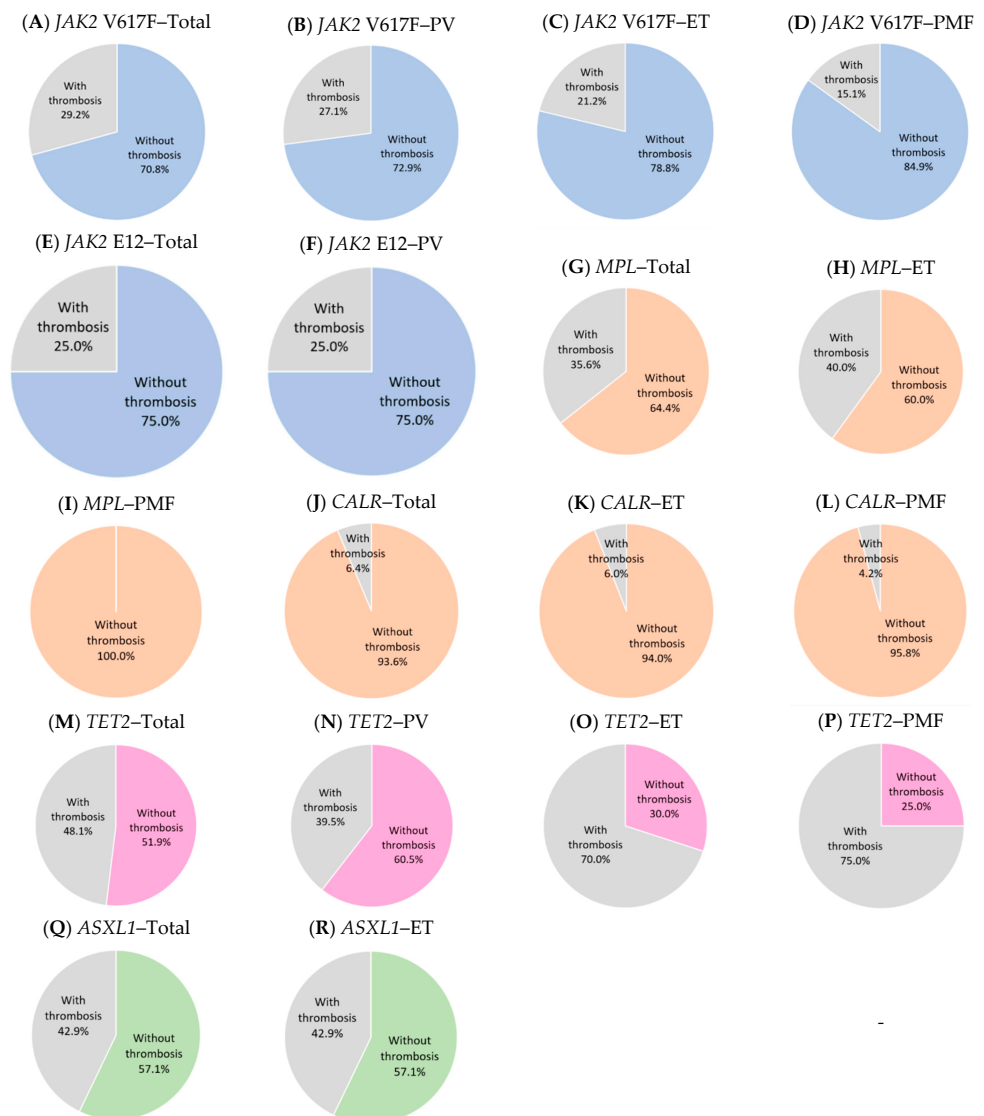 (A) JAK2 V617F–Total
With
thrombosis
29.2%
Without
thrombosis
70.8%
(B) JAK2 V617F–PV
With
thrombosis
27.1%
Without
thrombosis
72.9%
(C) JAK2 V617F–ET
With
thrombosis
21.2%
Without
thrombosis
78.8%
(D) JAK2 V617F–PMF
With
thrombosis
15.1%
Without
thrombosis
84.9%
(E) JAK2 E12–Total
With
thrombosis
25.0%
Without
thrombosis
75.0%
(F) JAK2 E12–PV
With
thrombosis
25.0%
Without
thrombosis
75.0%
(G) MPL–Total
With
thrombosis
35.6%
Without
thrombosis
64.4%
(H) MPL–ET
With
thrombosis
40.0%
Without
thrombosis
60.0%
(I) MPL–PMF
Without
thrombosis
100.0%
(J) CALR–Total
With
thrombosis
6.4%
Without
thrombosis
93.6%
(K) CALR–ET
With
thrombosis
6.0%
Without
thrombosis
94.0%
(L) CALR–PMF
With
thrombosis
4.2%
Without
thrombosis
95.8%
(M) TET2–Total
With
thrombosis
48.1%
Without
thrombosis
51.9%
(N) TET2–PV
With
thrombosis
39.5%
Without
thrombosis
60.5%
(O) TET2–ET
Without
thrombosis
30.0%
With
thrombosis
70.0%
(P) TET2–PMF
Without
thrombosis
25.0%
With
thrombosis
75.0%
(Q) ASXL1–Total
With
thrombosis
42.9%
Without
thrombosis
57.1%
(R) ASXL1–ET
With
thrombosis
42.9%
Without
thrombosis
57.1%
-